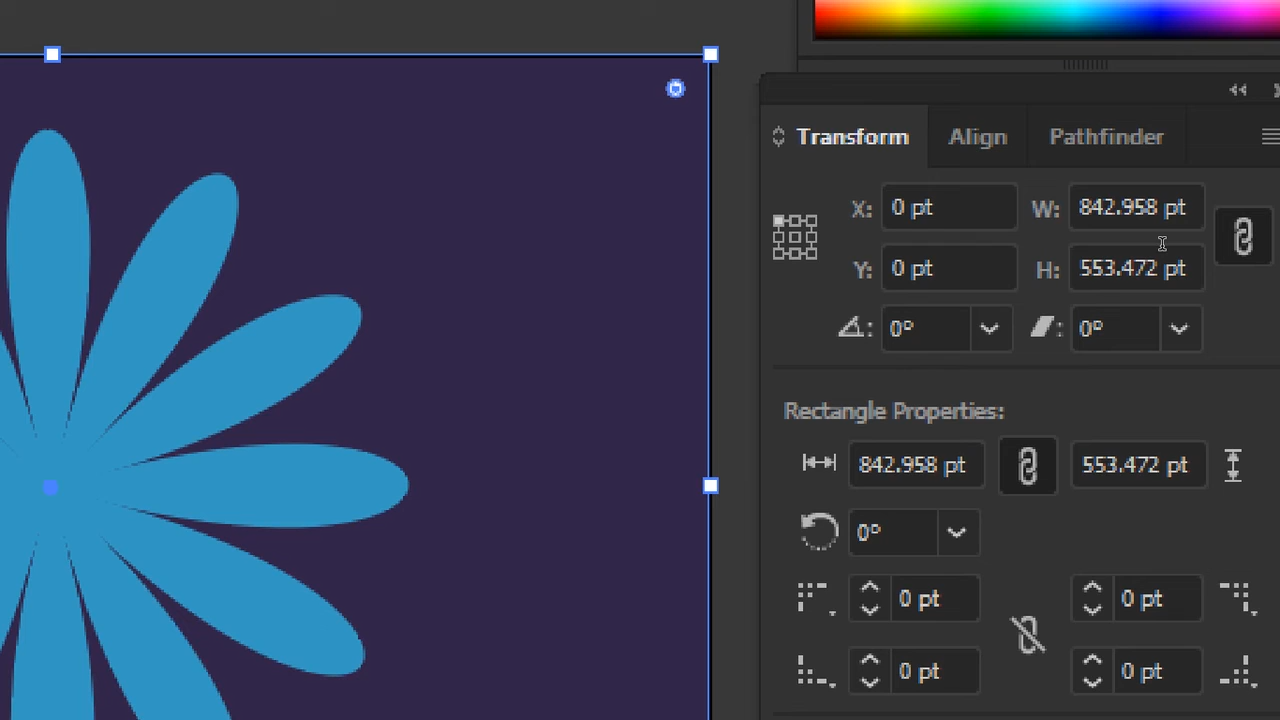 Transform Align Pathfinder
X: 0 pt W: 842.958 pt
Y: 0 pt H: 553.472 pt
: 0° : 0°
Rectangle Properties:
842.958 pt 553.472 pt
0°
0 pt 0 pt
0 pt 0 pt